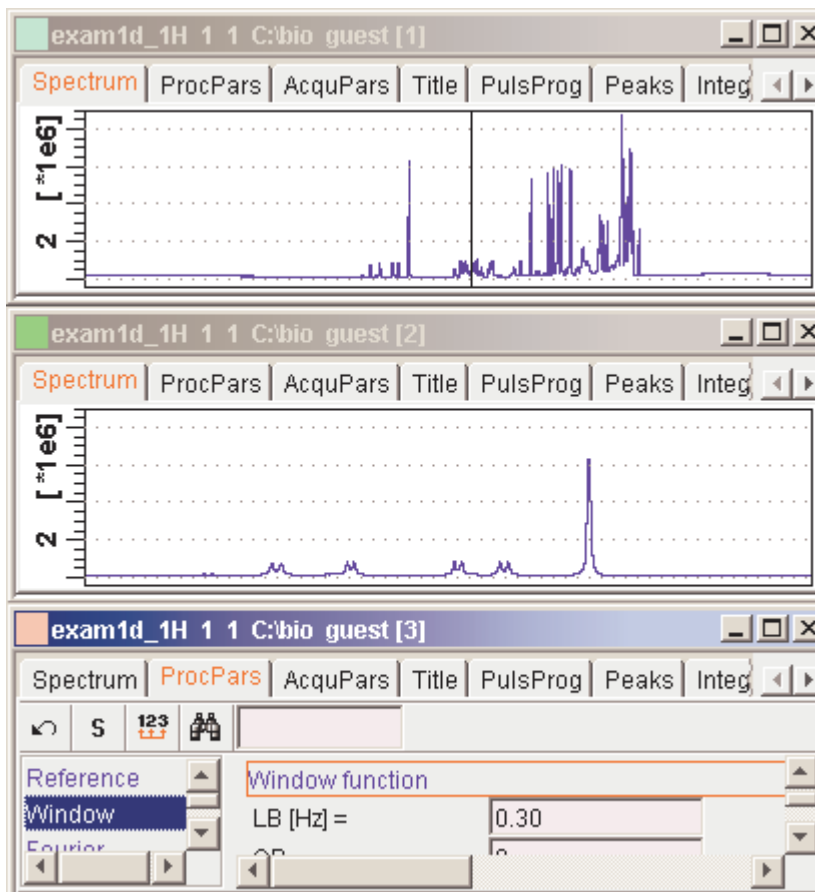 exam1d_1H 1 1 C:\bio guest [1]
Spectrum ProcPars AcquPars Title PulsProg Peaks Integ
2 [*1e6]
exam1d_1H 1 1 C:\bio guest [2]
Spectrum ProcPars AcquPars Title PulsProg Peaks Integ
2 [*1e6]
exam1d_1H 1 1 C:\bio guest [3]
Spectrum ProcPars AcquPars Title PulsProg Peaks Integ
S 123
Reference
Window
Fourier
Window function
LB [Hz] = 0.30